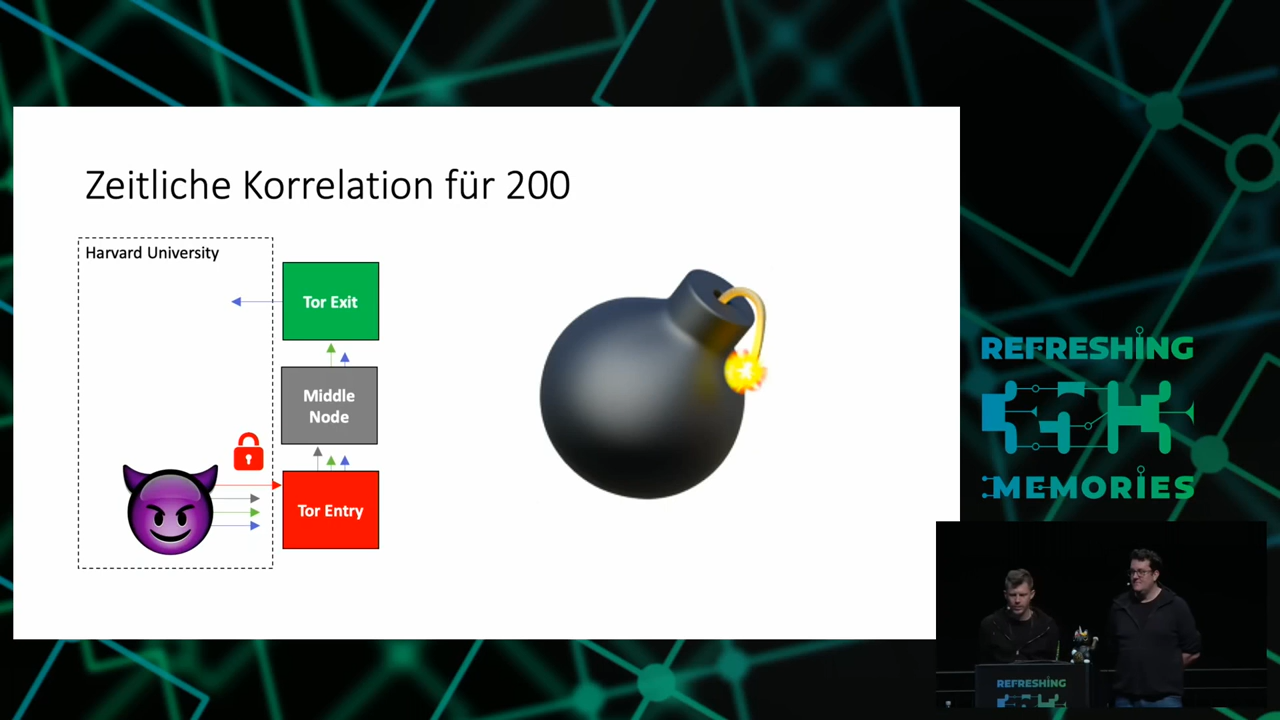 Zeitliche Korrelation für 200
Harvard University
Tor Exit
Middle
Node
Tor Entry
REFRESHING
MEMORIES
REFRESHING